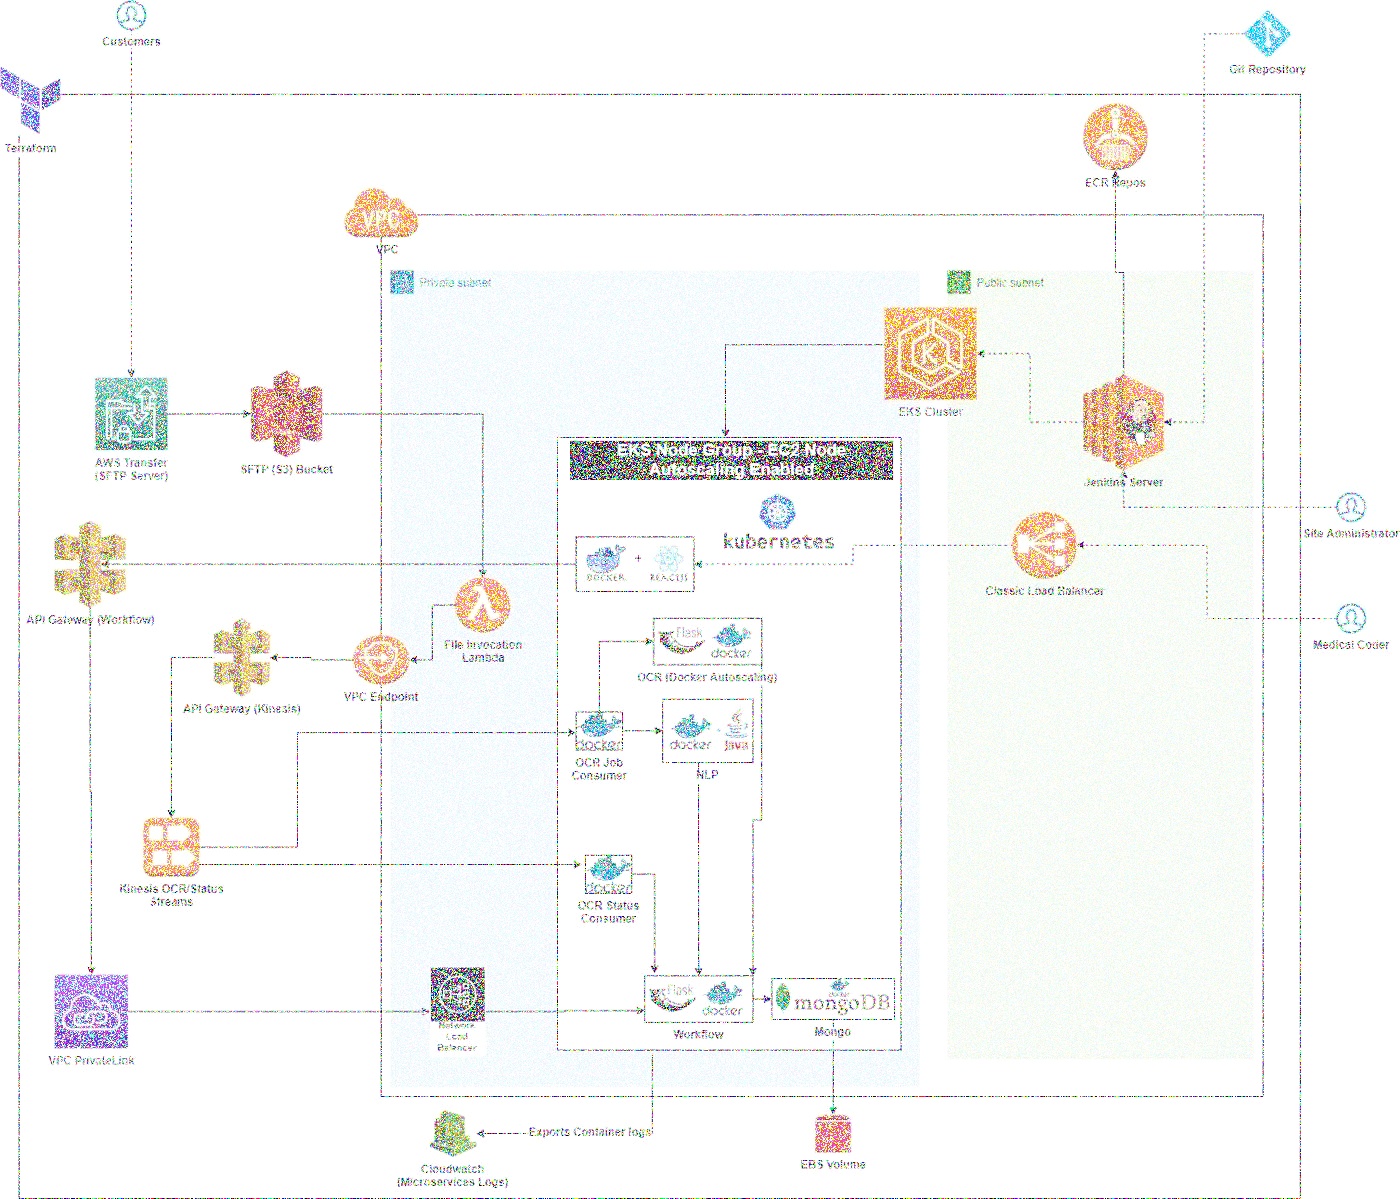 Customers
Git Repository
Terraform
ECR Repos
VPC
VPC
Private subnet
Public subnet
EKS Cluster
AWS Transfer
(SFTP Server)
SFTP (S3) Bucket
EKS Node Group - EC2 Node
Autoscaling Enabled
Jenkins Server
Site Administrator
kubernetes
DOCKER
+
REACTJS
Classic Load Balancer
API Gateway (Workflow)
File Invocation
Lambda
Medical Coder
Flask
docker
OCR (Docker Autoscaling)
VPC Endpoint
API Gateway (Kinesis)
docker
OCR Job
Consumer
docker
Java
NLP
Kinesis OCR/Status
Streams
docker
OCR Status
Consumer
Flask
docker
Workflow
docker
mongoDB
Mongo
Network
Load
Balancer
VPC PrivateLink
Exports Container logs
Cloudwatch
(Microservices Logs)
EBS Volume